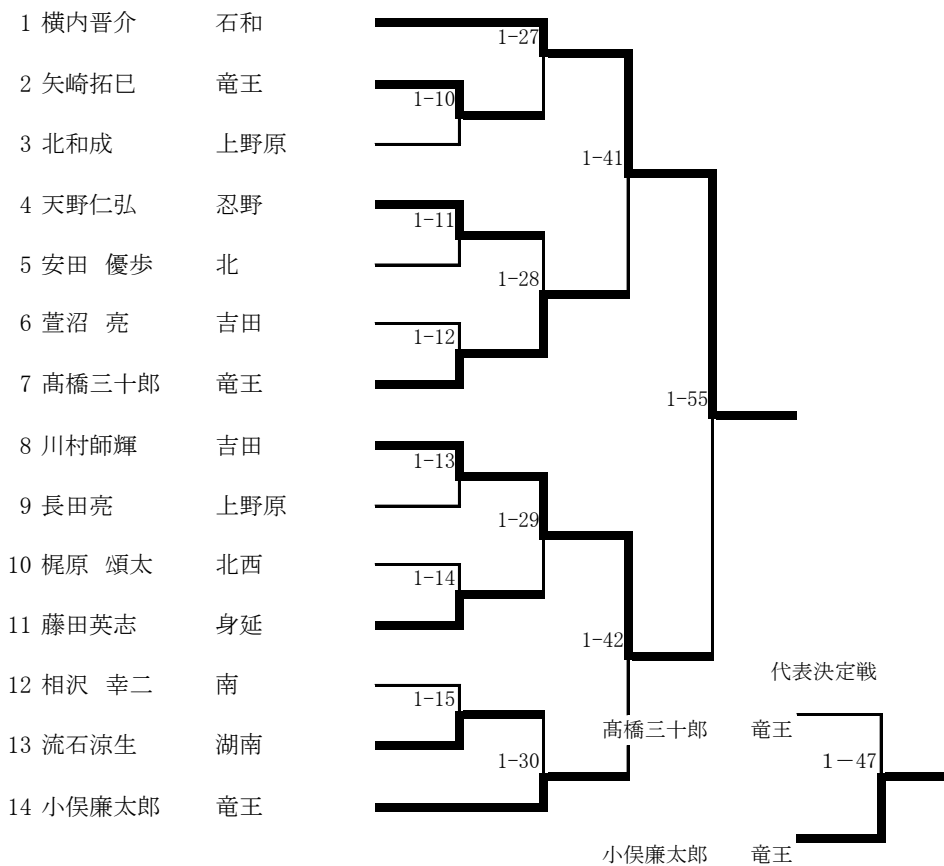 1 横内晋介 石和
1-27
2 矢崎拓巳 竜王
1-10
3 北和成 上野原
1-41
4 天野仁弘 忍野
1-11
5 安田 優歩 北
1-28
6 萱沼 亮 吉田
1-12
7 髙橋三十郎 竜王
1-55
8 川村師輝 吉田
1-13
9 長田亮 上野原
1-29
10 梶原 頌太 北西
1-14
11 藤田英志 身延
1-42
12 相沢 幸二 南
1-15
13 流石涼生 湖南
1-30
14 小俣廉太郎 竜王
代表決定戦
髙橋三十郎 竜王
1－47
小俣廉太郎 竜王